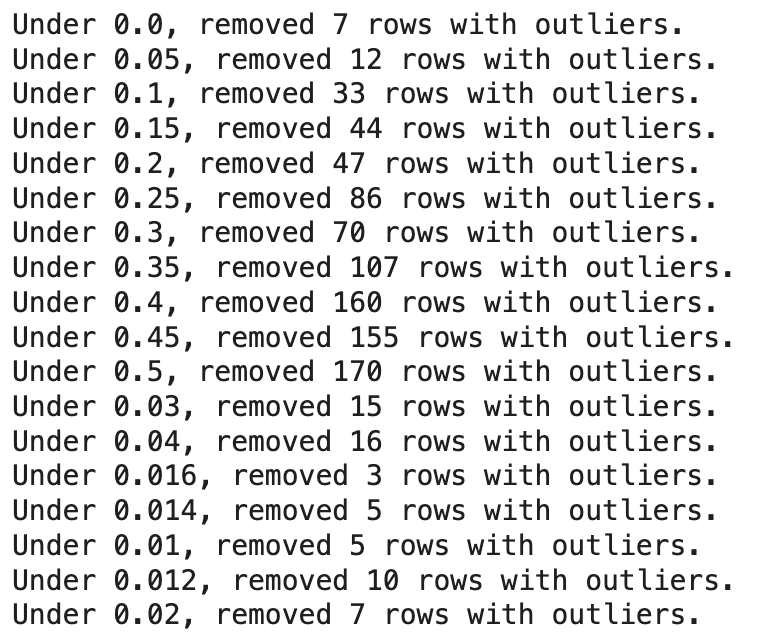 Under 0.0, removed 7 rows with outliers.
Under 0.05, removed 12 rows with outliers.
Under 0.1, removed 33 rows with outliers.
Under 0.15, removed 44 rows with outliers.
Under 0.2, removed 47 rows with outliers.
Under 0.25, removed 86 rows with outliers.
Under 0.3, removed 70 rows with outliers.
Under 0.35, removed 107 rows with outliers.
Under 0.4, removed 160 rows with outliers.
Under 0.45, removed 155 rows with outliers.
Under 0.5, removed 170 rows with outliers.
Under 0.03, removed 15 rows with outliers.
Under 0.04, removed 16 rows with outliers.
Under 0.016, removed 3 rows with outliers.
Under 0.014, removed 5 rows with outliers.
Under 0.01, removed 5 rows with outliers.
Under 0.012, removed 10 rows with outliers.
Under 0.02, removed 7 rows with outliers.